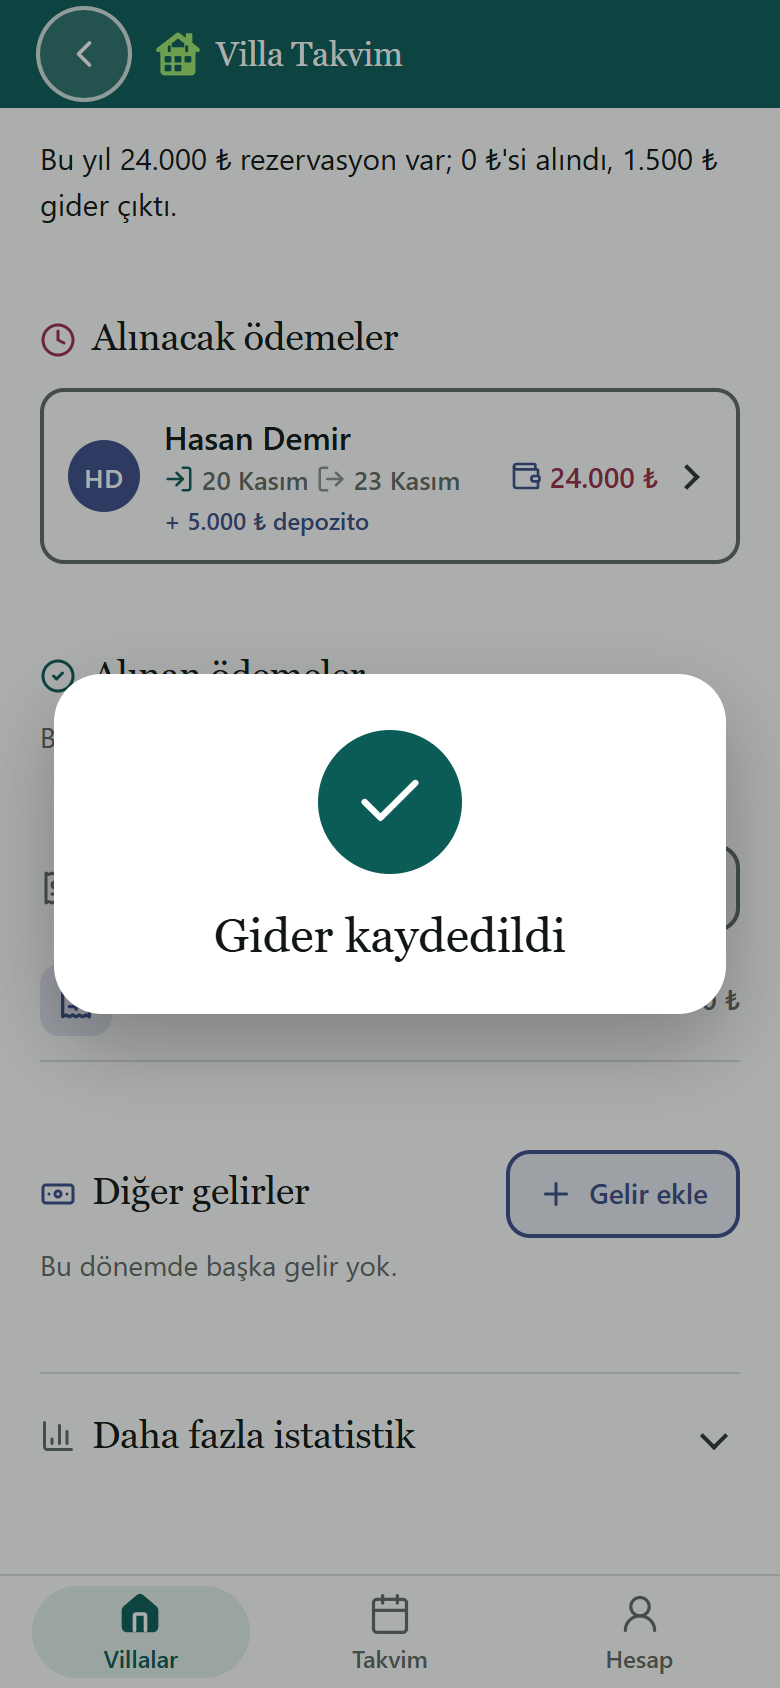 Villa Takvim
Bu yıl 24.000 ₺ rezervasyon var; 0 ₺'si alındı, 1.500 ₺
gider çıktı.
Alınacak ödemeler
Hasan Demir
HD
20 Kasım 23 Kasım
24.000 ₺
+ 5.000 ₺ depozito
Alınan ödemeler
Gider kaydedildi
₺
Diğer gelirler
+ Gelir ekle
Bu dönemde başka gelir yok.
Daha fazla istatistik
Villalar
Takvim
Hesap